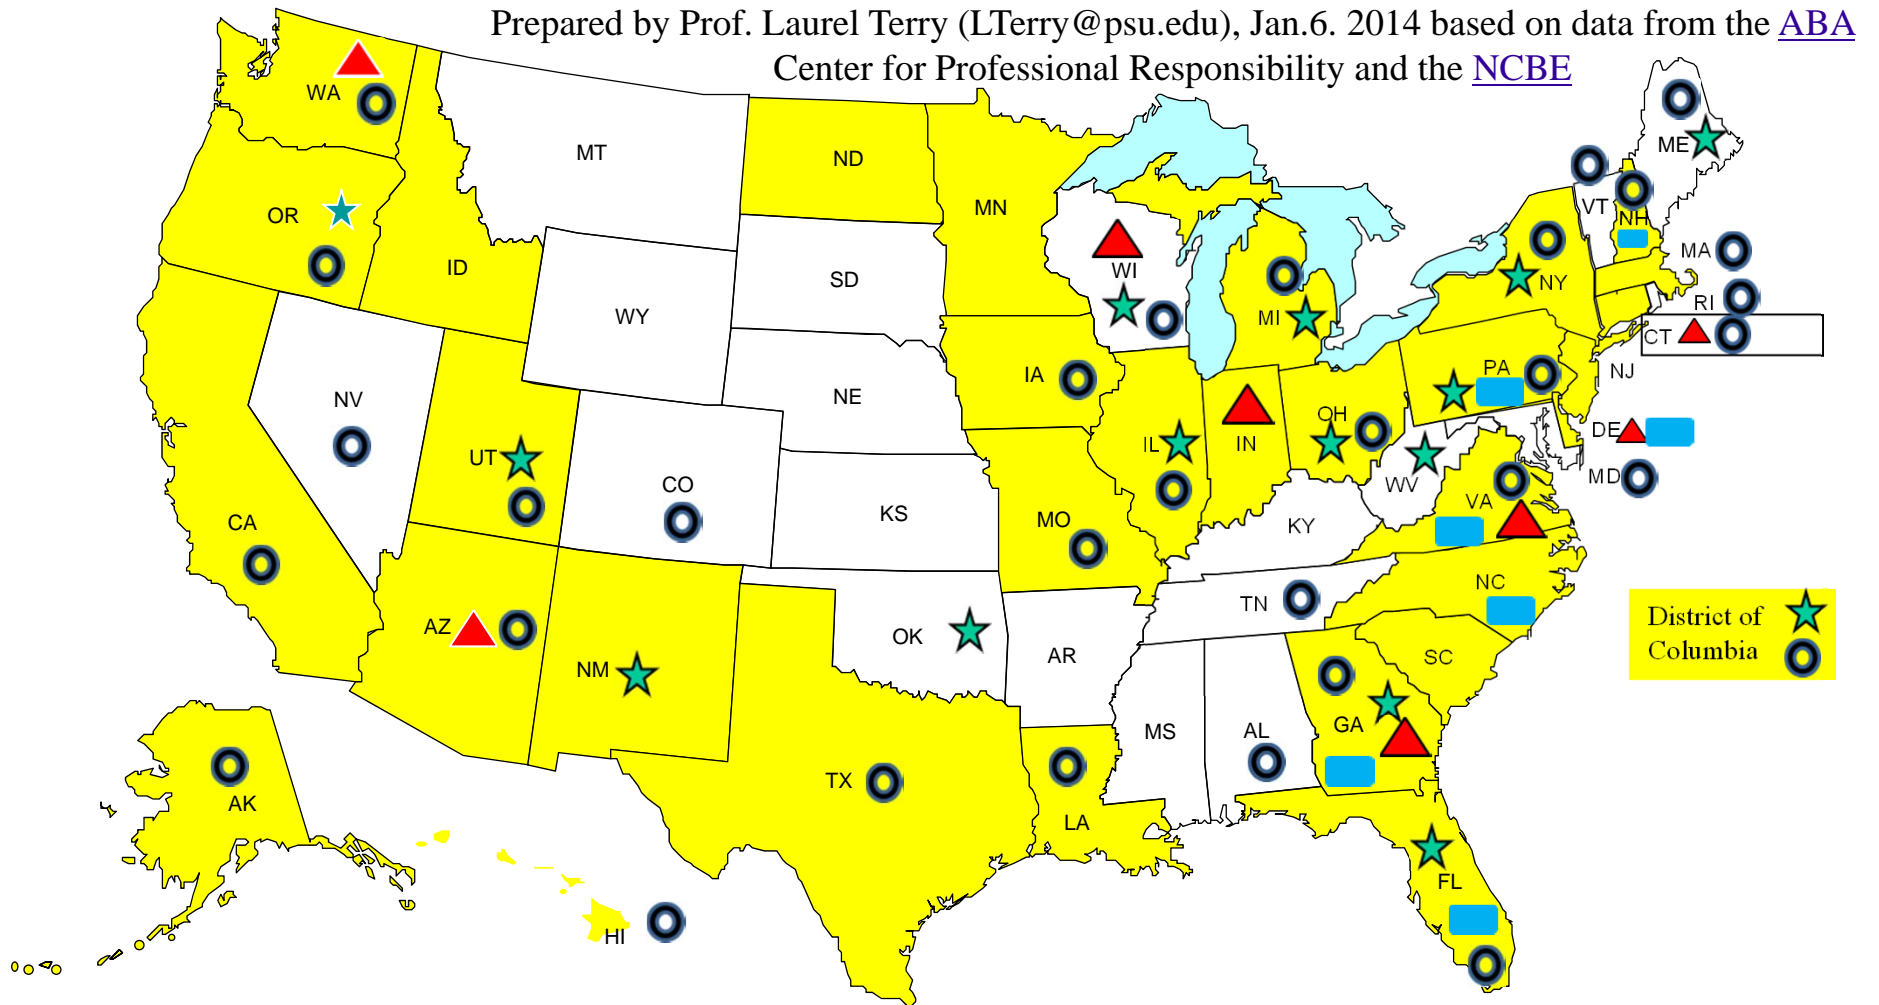 Prepared by Prof. Laurel Terry (LTerry@psu.edu), Jan.6. 2014 based on data from the ABA
Center for Professional Responsibility and the NCBE
WA
MT
ND
MN
OR
ID
WY
SD
WI
MI
NY
VT
NH
ME
MA
RI
CT
NJ
PA
DE
MD
NV
UT
CO
NE
IA
IL
IN
OH
WV
VA
CA
KS
MO
KY
NC
TN
AZ
NM
OK
AR
SC
District of
Columbia
MS
AL
GA
TX
LA
FL
AK
HI